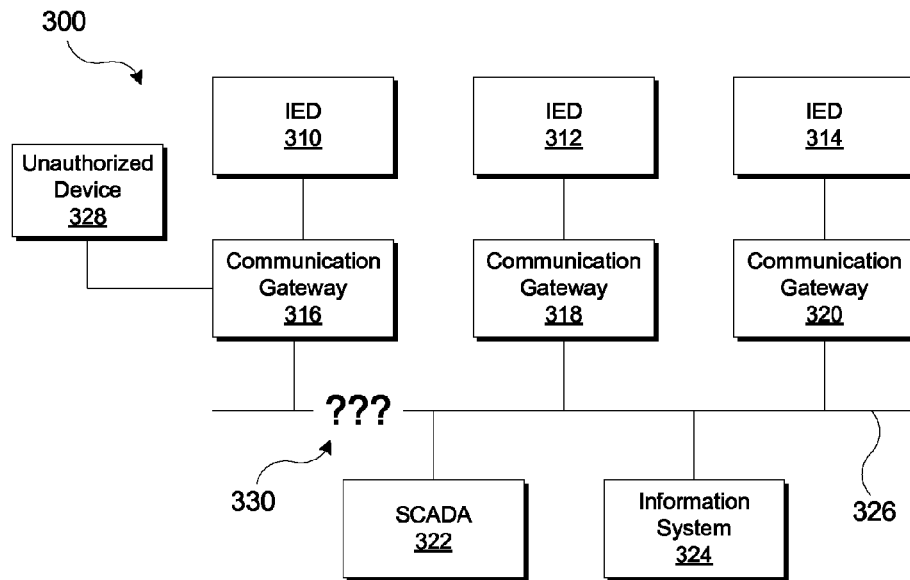 300
IED
310
IED
312
IED
314
Unauthorized
Device
328
Communication
Gateway
316
Communication
Gateway
318
Communication
Gateway
320
???
330
SCADA
322
Information
System
324
326